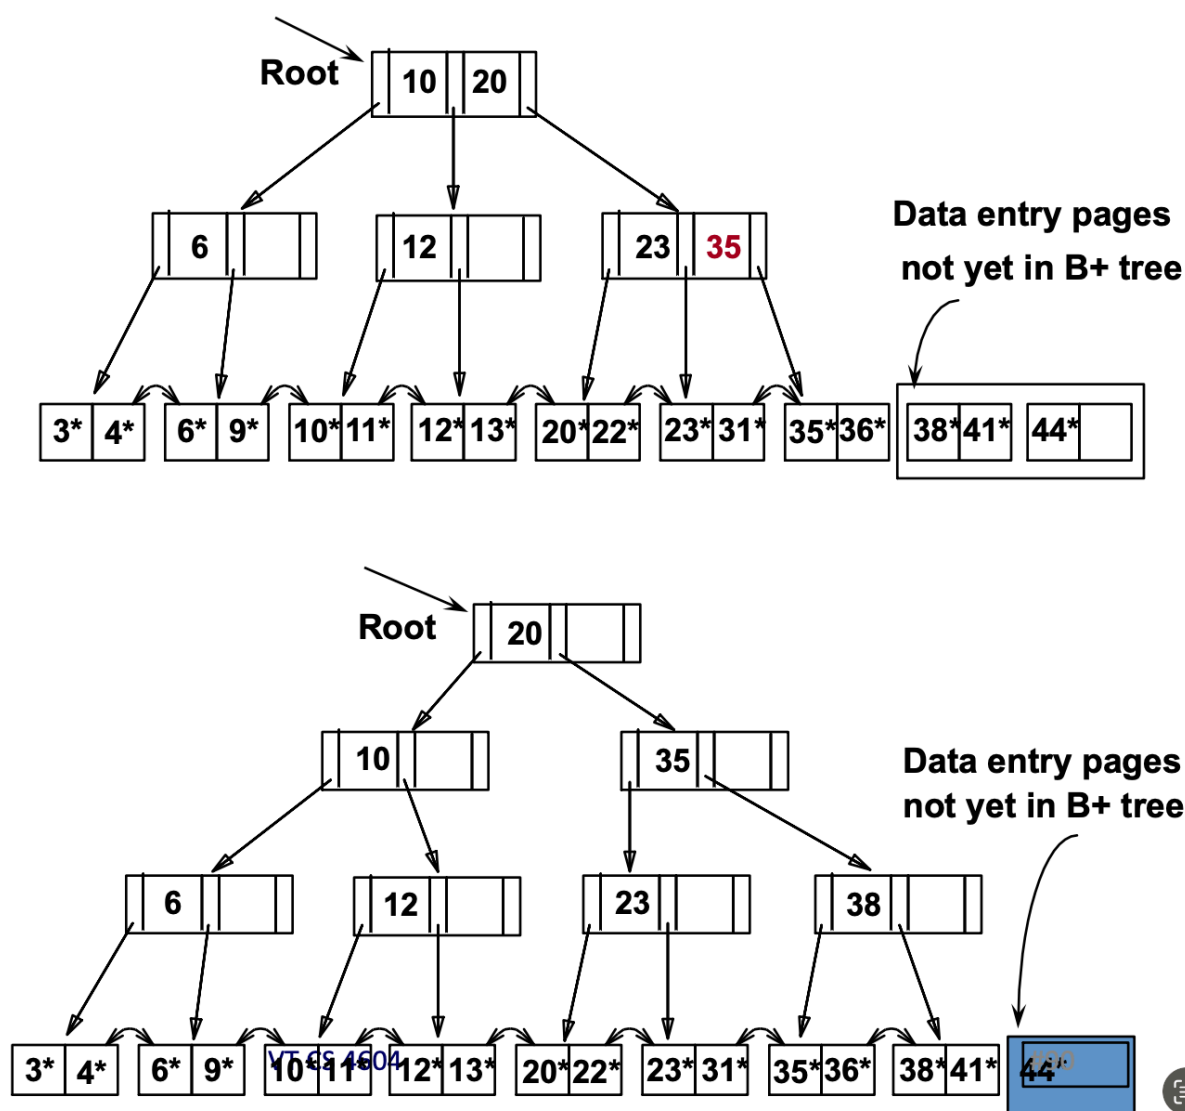 Root
10 20
6
12
23 35
Data entry pages
not yet in B+ tree
3* 4* 6* 9* 10* 11* 12* 13* 20* 22* 23* 31* 35* 36* 38* 41* 44*
Root
20
10
35
Data entry pages
not yet in B+ tree
6
12
23
38
3* 4* 6* 9* 10* 11* 12* 13* 20* 22* 23* 31* 35* 36* 38* 41* 44*
VT CS 4604